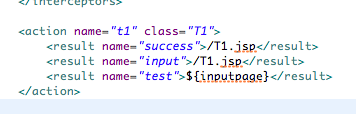 </interceptors>
<action name="t1" class="T1">
<result name="success">/T1.jsp</result>
<result name="input">/T1.jsp</result>
<result name="test">${inputpage}</result>
</action>